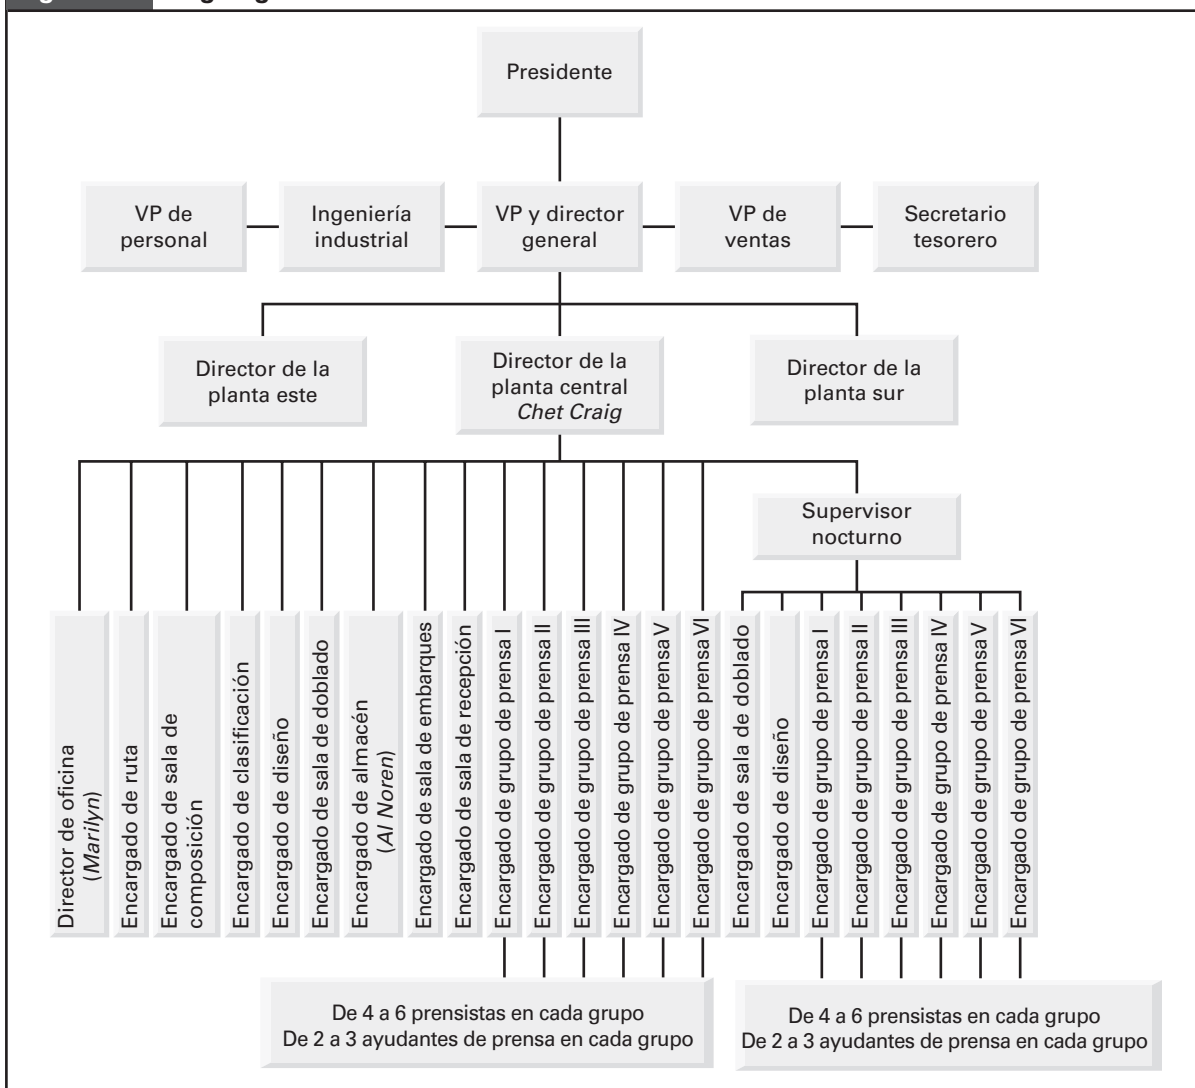 Presidente
VP de
personal
Ingeniería
industrial
VP y director
general
VP de
ventas
Secretario
tesorero
Director de la
planta este
Director de la
planta central
Chet Craig
Director de la
planta sur
Supervisor
nocturno
Director de oficina
(Marilyn)
Encargado de ruta
Encargado de sala de
composición
Encargado de clasificación
Encargado de diseño
Encargado de sala de doblado
Encargado de almacén
(Al Noren)
Encargado de sala de embarques
Encargado de sala de recepción
Encargado de grupo de prensa I
Encargado de grupo de prensa II
Encargado de grupo de prensa III
Encargado de grupo de prensa IV
Encargado de grupo de prensa V
Encargado de grupo de prensa VI
Encargado de sala de doblado
Encargado de diseño
Encargado de grupo de prensa I
Encargado de grupo de prensa II
Encargado de grupo de prensa III
Encargado de grupo de prensa IV
Encargado de grupo de prensa V
Encargado de grupo de prensa VI
De 4 a 6 prensistas en cada grupo
De 2 a 3 ayudantes de prensa en cada grupo
De 4 a 6 prensistas en cada grupo
De 2 a 3 ayudantes de prensa en cada grupo